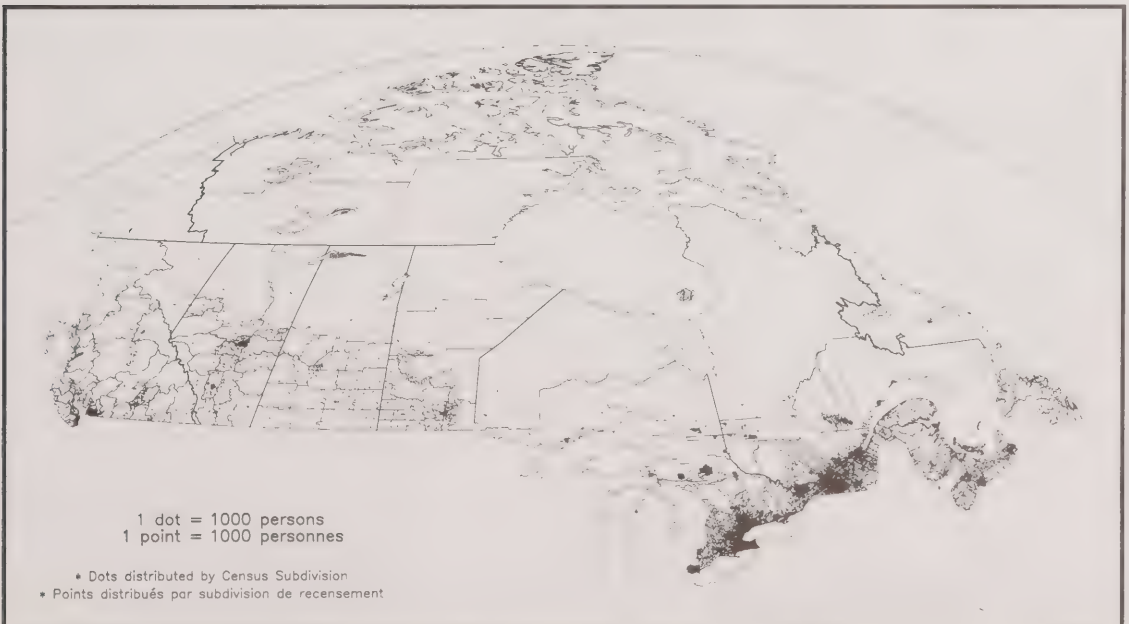 1 dot = 1000 persons
1 point = 1000 personnes
* Dots distributed by Census Subdivision
* Points distribués par subdivision de recensement